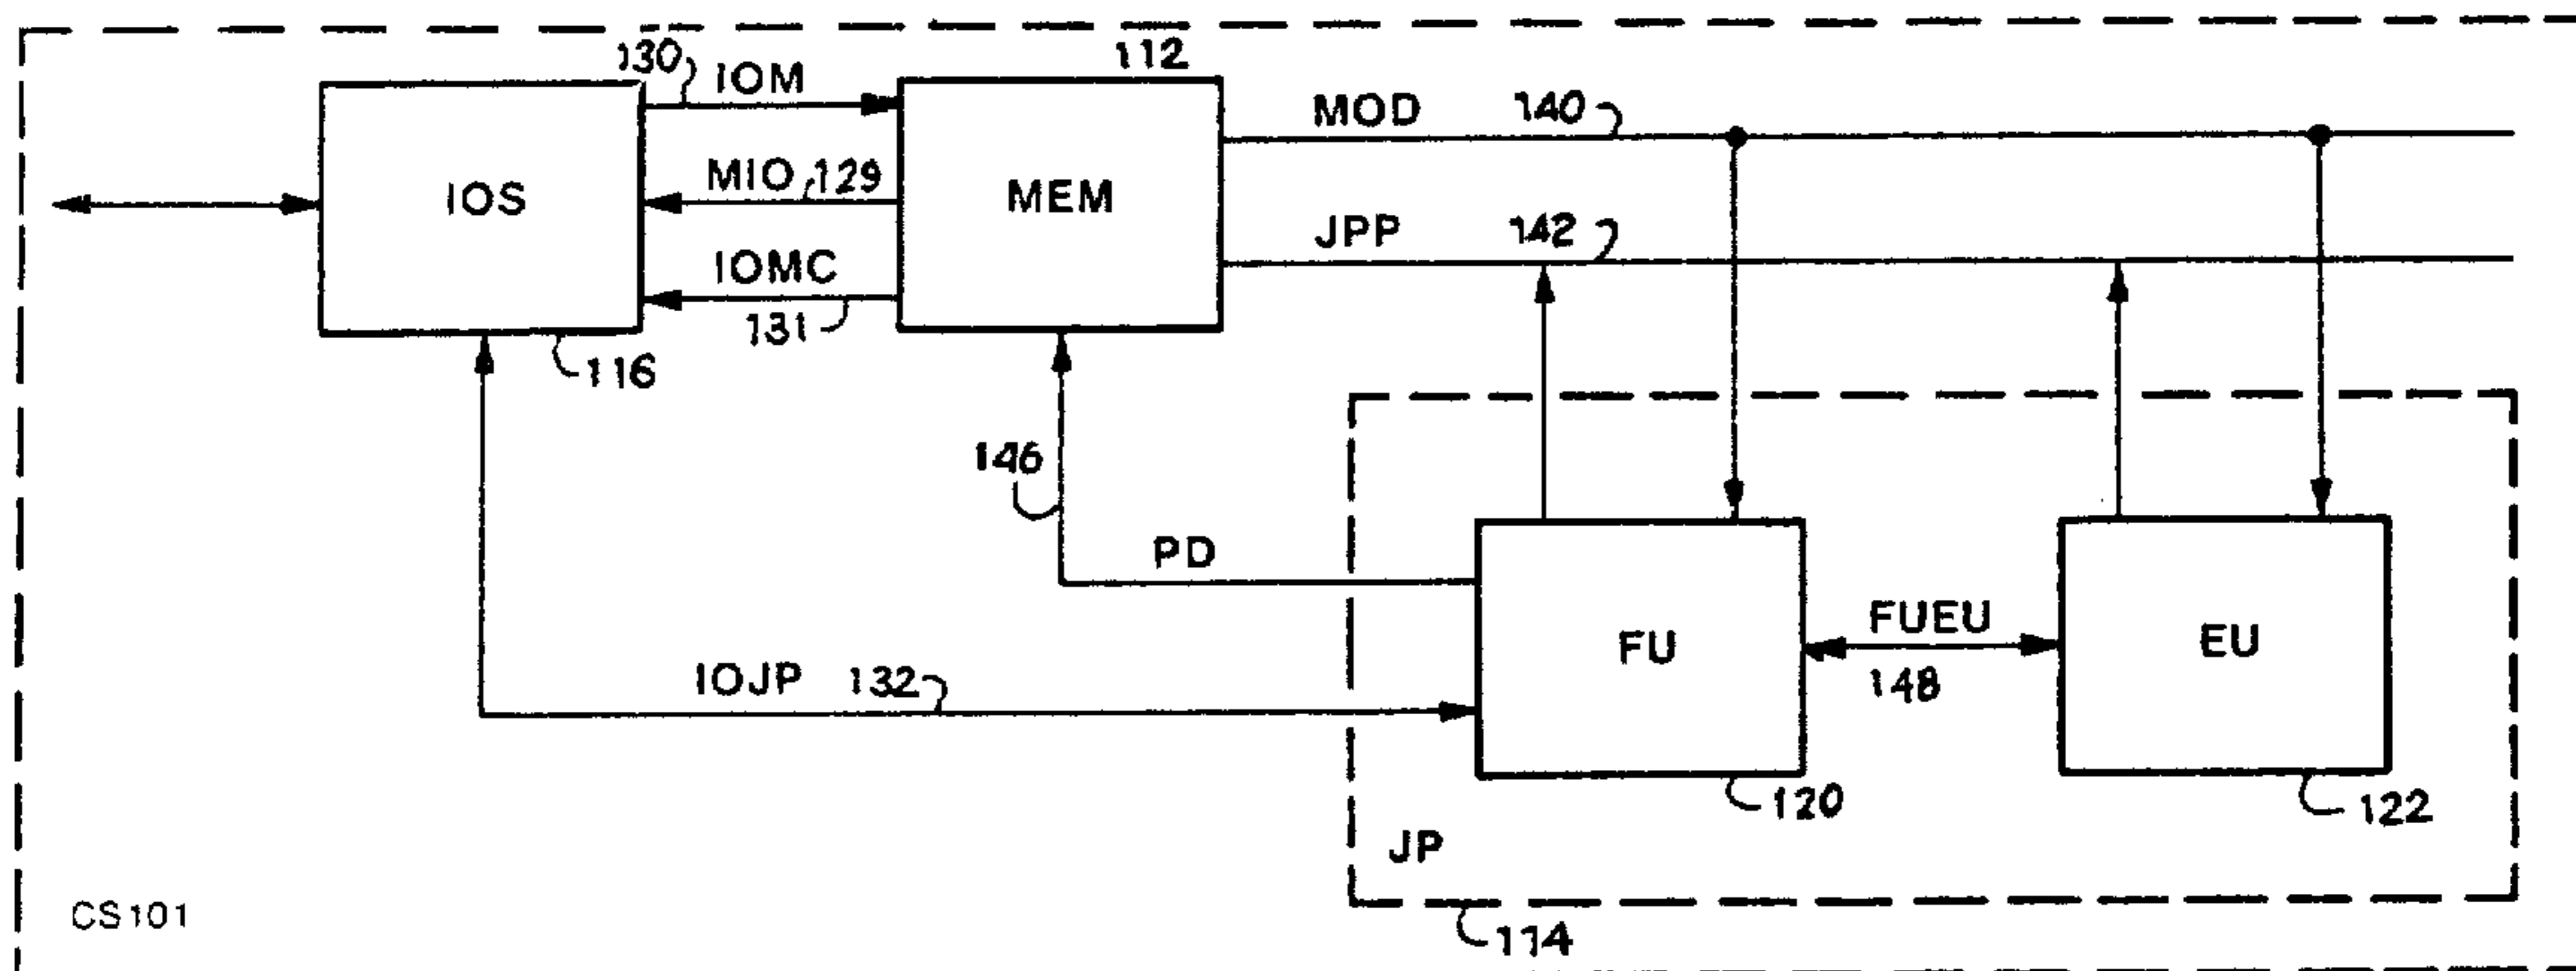 130 IOM
112
MOD 140
IOS
MIO 129
MEM
JPP 142
IOMC
131
116
146
PD
FUEU
FU
EU
IOJP 132
148
120
122
JP
CS101
114